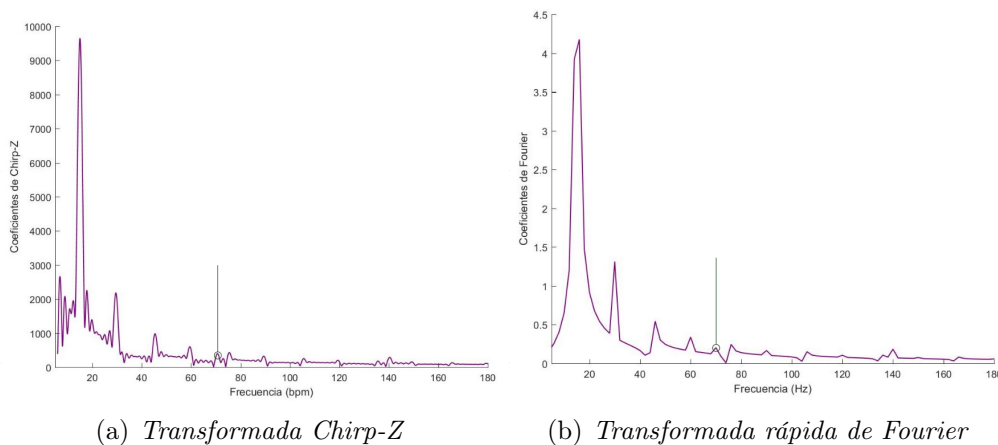 10000
9000
8000
7000
6000
5000
4000
3000
2000
1000
0
Coeficientes de Chirp-Z
20 40 60 80 100 120 140 160 180
Frecuencia (bpm)
(a) Transformada Chirp-Z
4.5
4
3.5
3
2.5
2
1.5
1
0.5
0
Coeficientes de Fourier
20 40 60 80 100 120 140 160 180
Frecuencia (Hz)
(b) Transformada rápida de Fourier